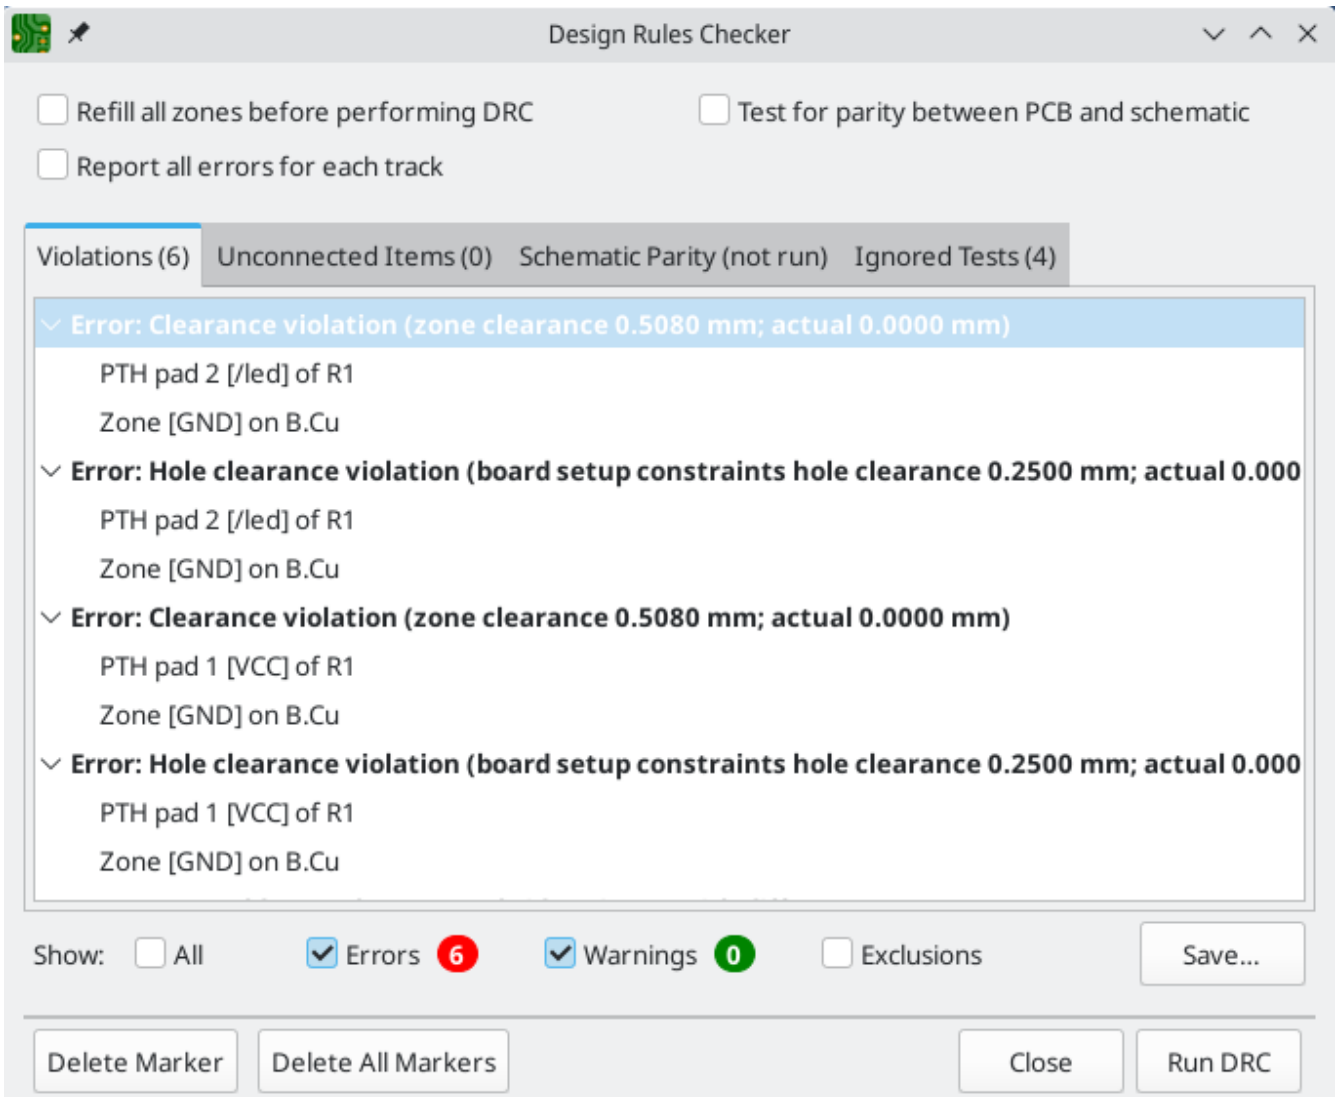 Design Rules Checker
Refill all zones before performing DRC
Test for parity between PCB and schematic
Report all errors for each track
Violations (6) Unconnected Items (0) Schematic Parity (not run) Ignored Tests (4)
Error: Clearance violation (zone clearance 0.5080 mm; actual 0.0000 mm)
PTH pad 2 [/led] of R1
Zone [GND] on B.Cu
Error: Hole clearance violation (board setup constraints hole clearance 0.2500 mm; actual 0.000
PTH pad 2 [/led] of R1
Zone [GND] on B.Cu
Error: Clearance violation (zone clearance 0.5080 mm; actual 0.0000 mm)
PTH pad 1 [VCC] of R1
Zone [GND] on B.Cu
Error: Hole clearance violation (board setup constraints hole clearance 0.2500 mm; actual 0.000
PTH pad 1 [VCC] of R1
Zone [GND] on B.Cu
Show: All Errors 6 Warnings 0 Exclusions Save...
Delete Marker Delete All Markers Close Run DRC